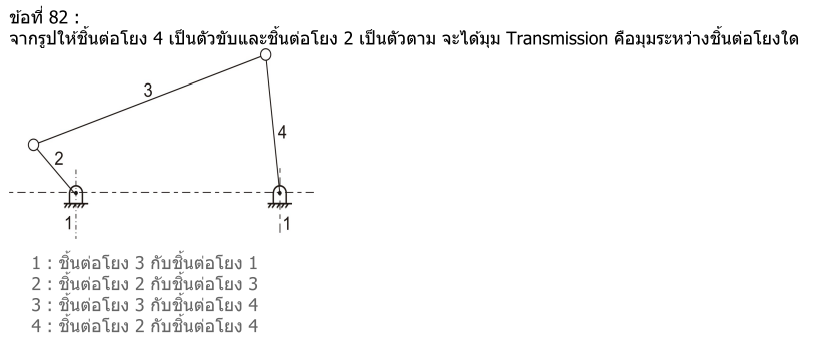 ข้อที่ 82 :
จากรูปให้ชิ้นต่อโยง 4 เป็นตัวขับและชิ้นต่อโยง 2 เป็นตัวตาม จะได้มุม Transmission คือมุมระหว่างชิ้นต่อโยงใด
3
4
2
1
1
1 : ชิ้นต่อโยง 3 กับชิ้นต่อโยง 1
2 : ชิ้นต่อโยง 2 กับชิ้นต่อโยง 3
3 : ชิ้นต่อโยง 3 กับชิ้นต่อโยง 4
4 : ชิ้นต่อโยง 2 กับชิ้นต่อโยง 4